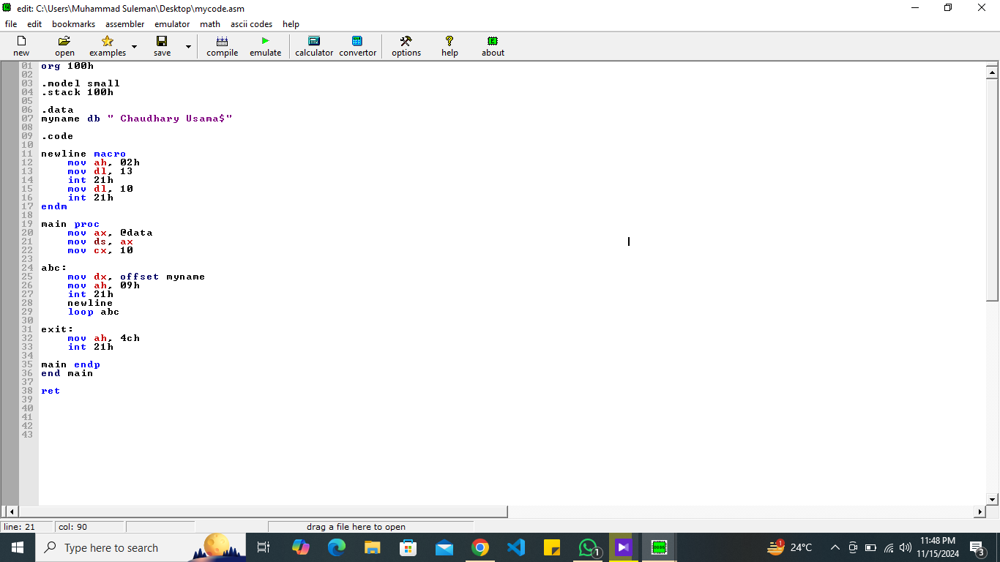 edit: C:\Users\Muhammad Suleman\Desktop\mycode.asm
file edit bookmarks assembler emulator math ascii codes help
new open examples save compile emulate calculator convertor options help about
01 org 100h
02
03 .model small
04 .stack 100h
05
06 .data
07 myname db " Chaudhary Usama$"
08
09 .code
10
11 newline macro
12     mov ah, 02h
13     mov dl, 13
14     int 21h
15     mov dl, 10
16     int 21h
17 endm
18
19 main proc
20     mov ax, @data
21     mov ds, ax
22     mov cx, 10
23
24 abc:
25     mov dx, offset myname
26     mov ah, 09h
27     int 21h
28     newline
29     loop abc
30
31 exit:
32     mov ah, 4ch
33     int 21h
34
35 main endp
36 end main
37
38 ret
39
40
41
42
43
line: 21 col: 90 drag a file here to open
Type here to search
1
8086
1
24°C
11:48 PM
11/15/2024
3